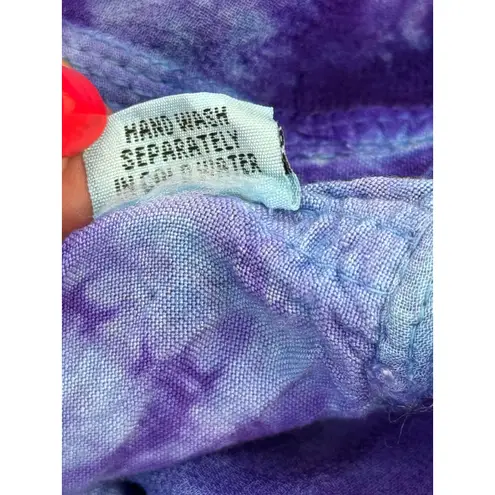 HAND WASH
SEPARATELY
IN COLD WATER